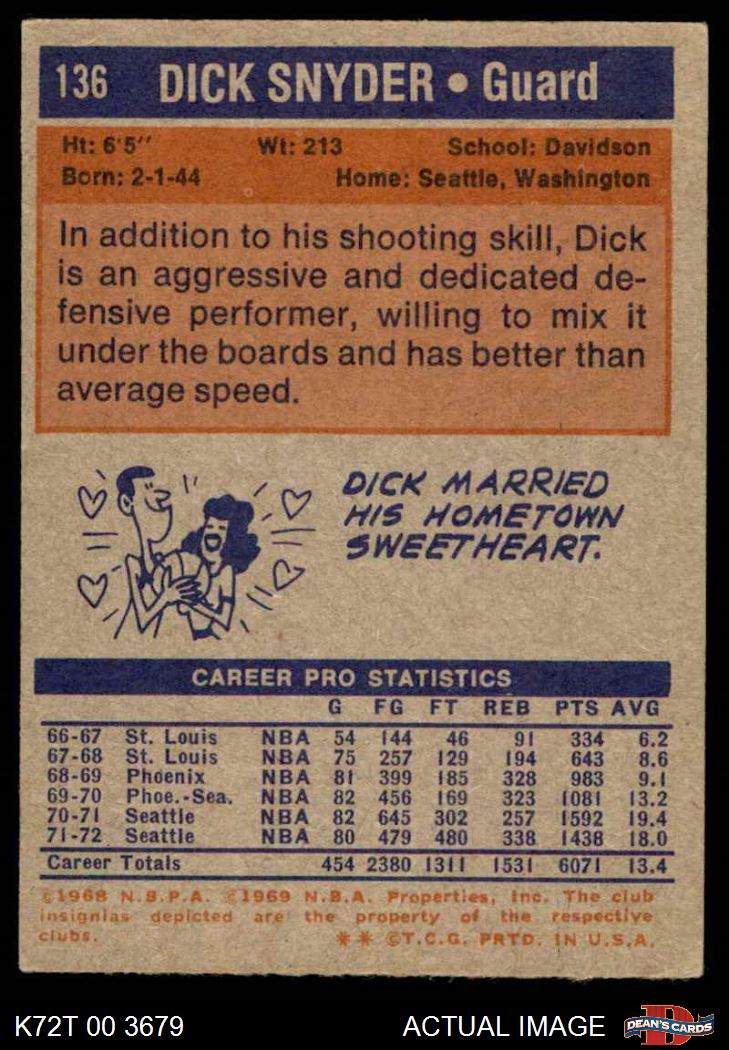 136 DICK SNYDER • Guard
Ht: 6'5" Wt: 213 School: Davidson
Born: 2-1-44 Home: Seattle, Washington
In addition to his shooting skill, Dick
is an aggressive and dedicated de-
fensive performer, willing to mix it
under the boards and has better than
average speed.
DICK MARRIED
HIS HOMETOWN
SWEETHEART.
CAREER PRO STATISTICS
G FG FT REB PTS AVG
66-67 St. Louis NBA 54 144 46 91 334 6.2
67-68 St. Louis NBA 75 257 129 194 643 8.6
68-69 Phoenix NBA 81 399 185 328 983 9.1
69-70 Phoe.-Sea. NBA 82 456 169 323 1081 13.2
70-71 Seattle NBA 82 645 302 257 1592 19.4
71-72 Seattle NBA 80 479 480 338 1438 18.0
Career Totals 454 2380 1311 1531 6071 13.4
©1968 N.B.P.A. ©1969 N.B.A. Properties, Inc. The club
insignias depicted are the property of the respective
clubs. ** ©T.C.G. PRTD. IN U.S.A.
K72T 00 3679 ACTUAL IMAGE D DEAN'S CARDS